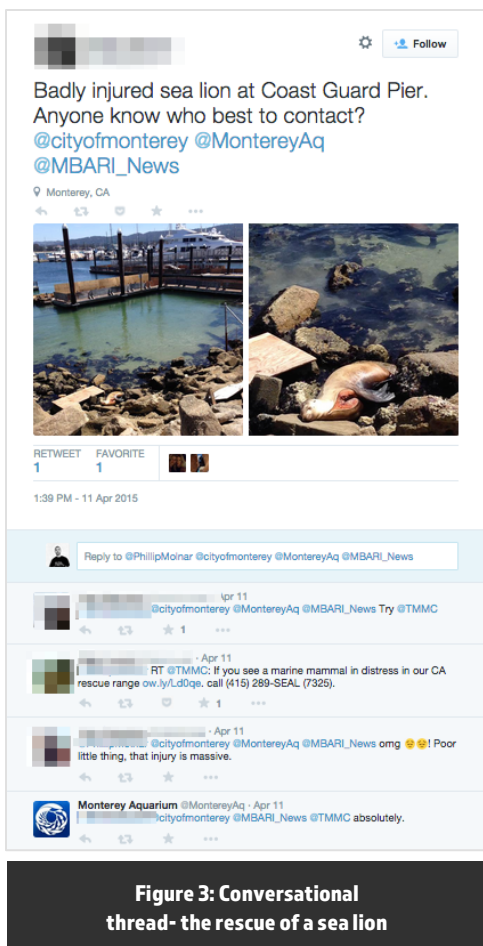 Follow
Badly injured sea lion at Coast Guard Pier.
Anyone know who best to contact?
@cityofmonterey @MontereyAq
@MBARI_News
Monterey, CA
RETWEET FAVORITE
1 1
1:39 PM - 11 Apr 2015
Reply to @PhillipMolnar @cityofmonterey @MontereyAq @MBARI_News
Apr 11
@cityofmonterey @MontereyAq @MBARI_News Try @TMMC
1
· Apr 11
RT @TMMC: If you see a marine mammal in distress in our CA
rescue range ow.ly/Ld0qe. call (415) 289-SEAL (7325).
1
· Apr 11
@cityofmonterey @MontereyAq @MBARI_News omg 😢😢! Poor
little thing, that injury is massive.
Monterey Aquarium @MontereyAq · Apr 11
cityofmonterey @MBARI_News @TMMC absolutely.
Figure 3: Conversational
thread- the rescue of a sea lion